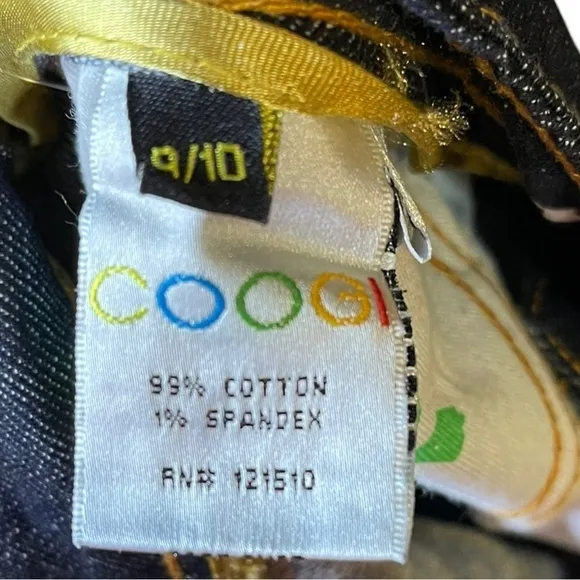 9/10
COOGI
99% COTTON
1% SPANDEX
RN# 121510